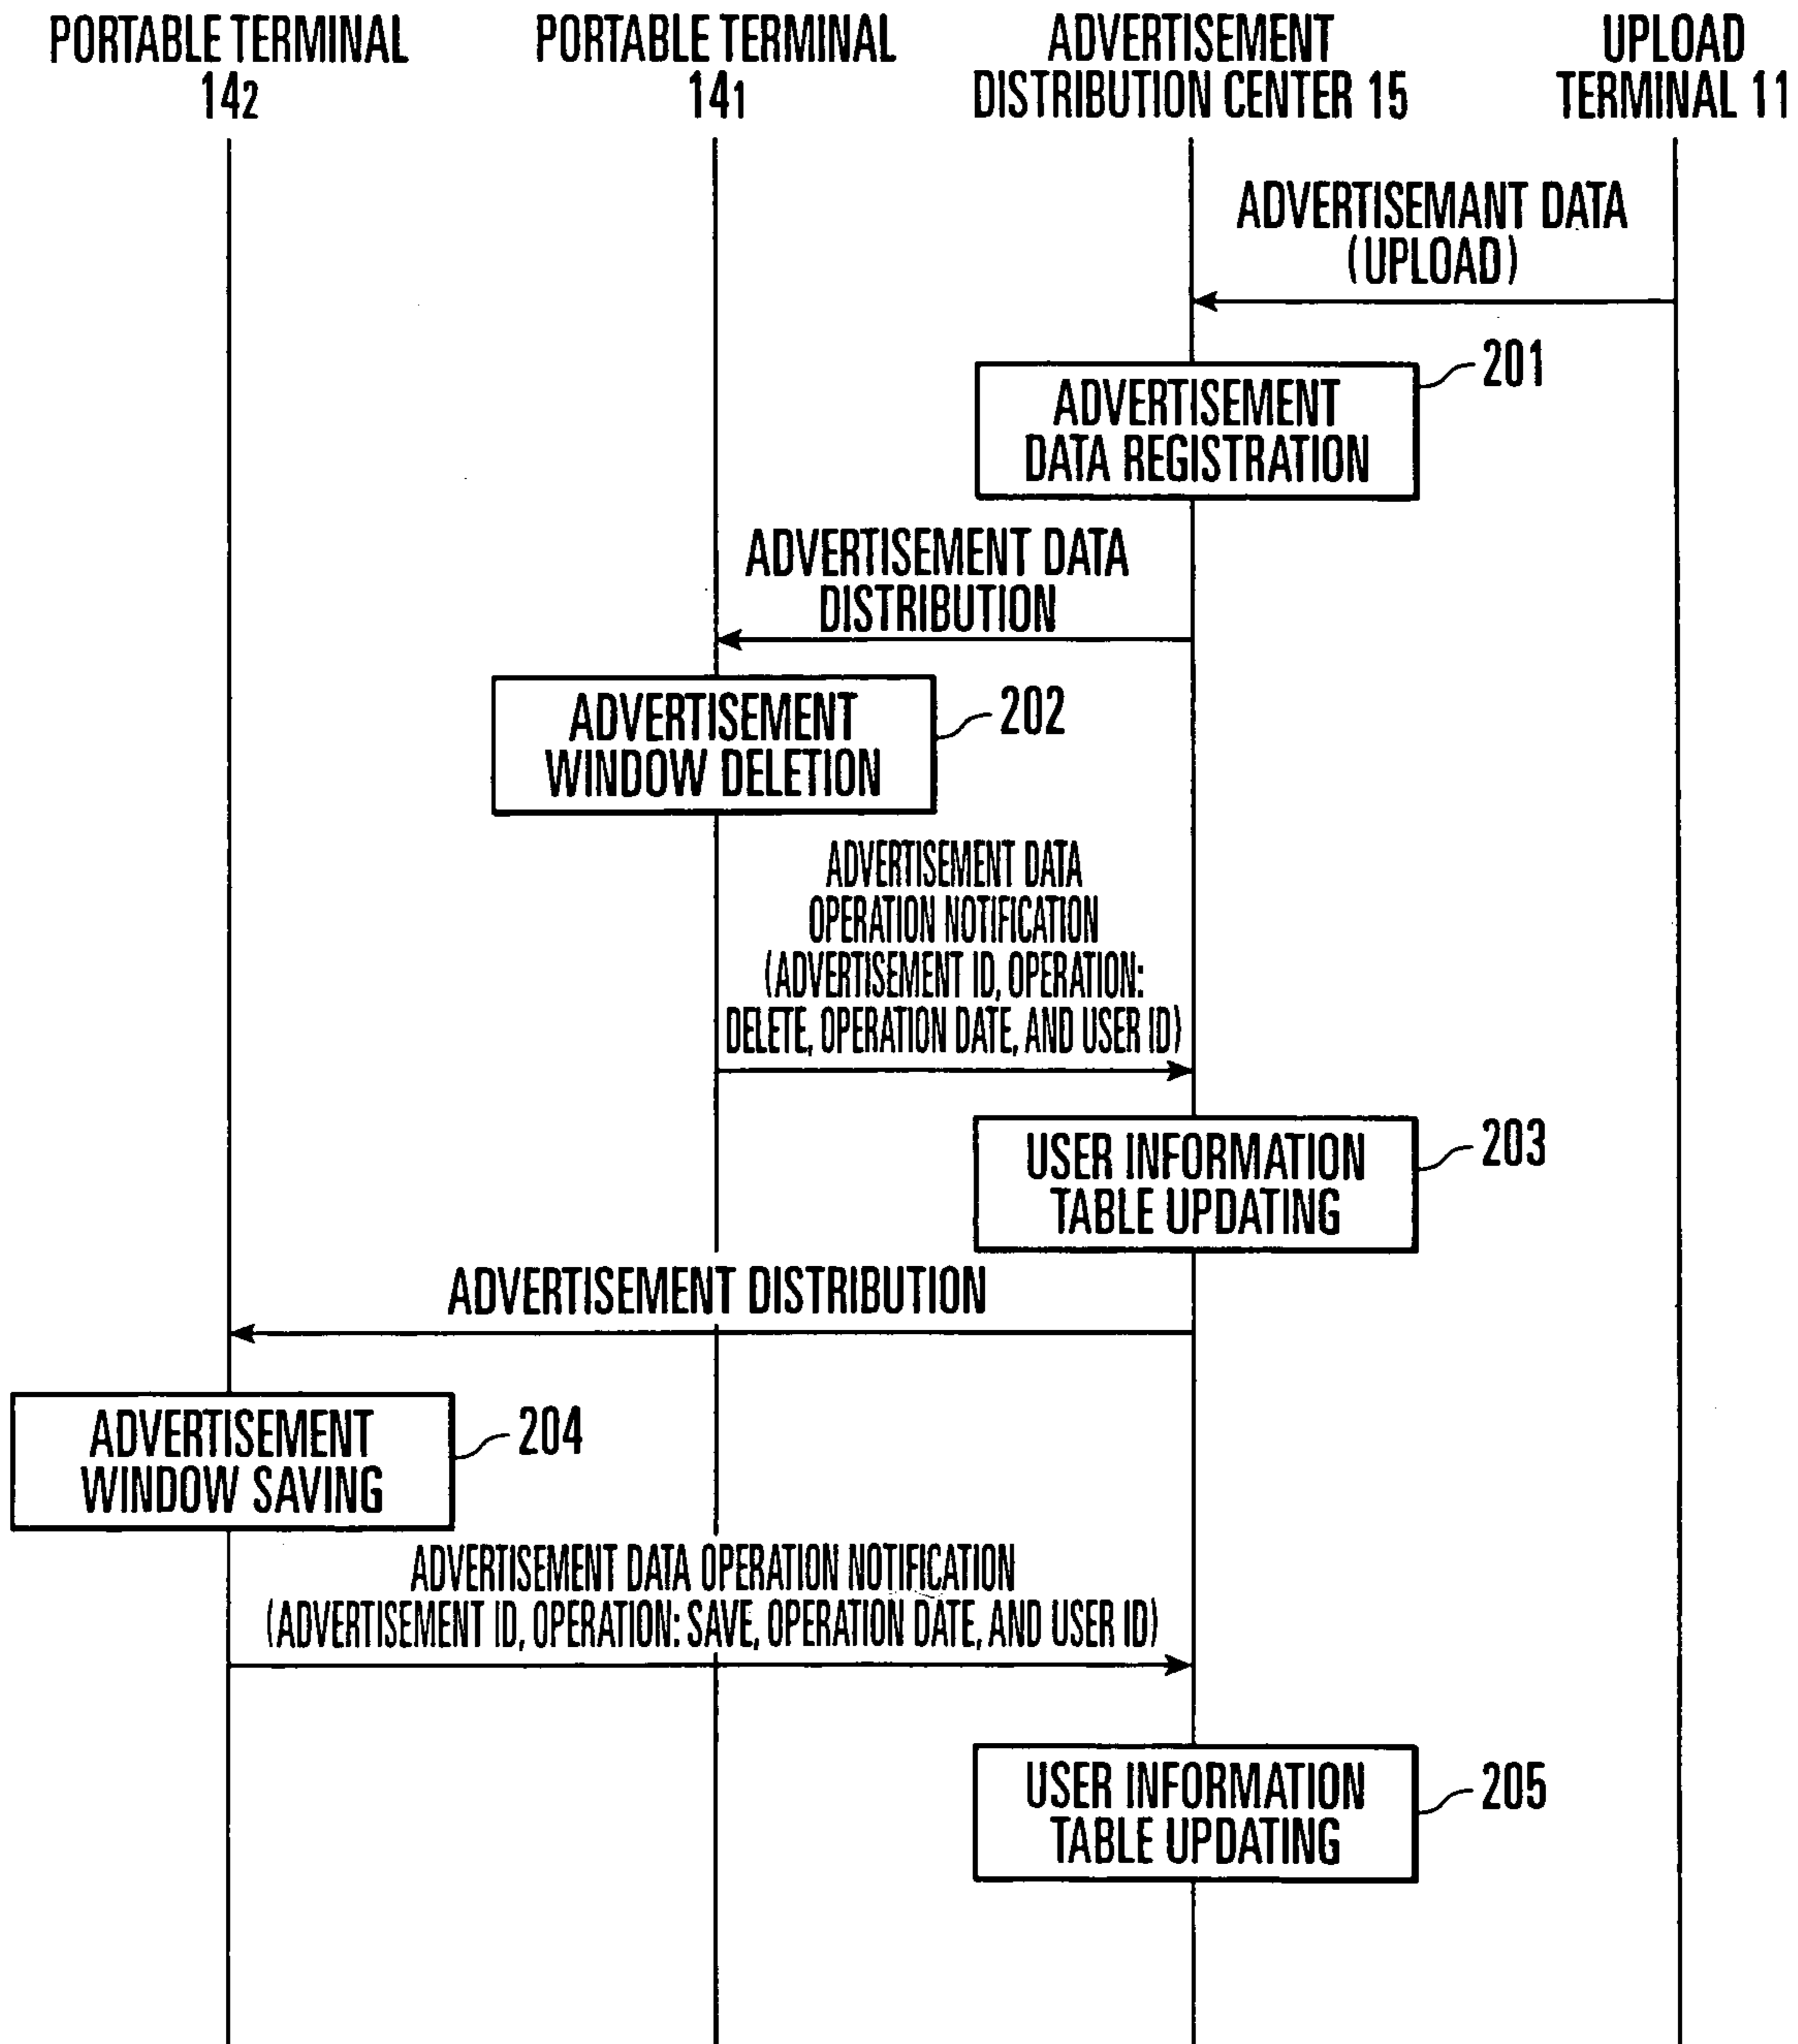 PORTABLE TERMINAL
14₂
PORTABLE TERMINAL
14₁
ADVERTISEMENT
DISTRIBUTION CENTER 15
UPLOAD
TERMINAL 11
ADVERTISEMANT DATA
(UPLOAD)
201
ADVERTISEMENT
DATA REGISTRATION
ADVERTISEMENT DATA
DISTRIBUTION
202
ADVERTISEMENT
WINDOW DELETION
ADVERTISEMENT DATA
OPERATION NOTIFICATION
(ADVERTISEMENT ID, OPERATION:
DELETE, OPERATION DATE, AND USER ID)
203
USER INFORMATION
TABLE UPDATING
ADVERTISEMENT DISTRIBUTION
204
ADVERTISEMENT
WINDOW SAVING
ADVERTISEMENT DATA OPERATION NOTIFICATION
(ADVERTISEMENT ID, OPERATION: SAVE, OPERATION DATE, AND USER ID)
205
USER INFORMATION
TABLE UPDATING